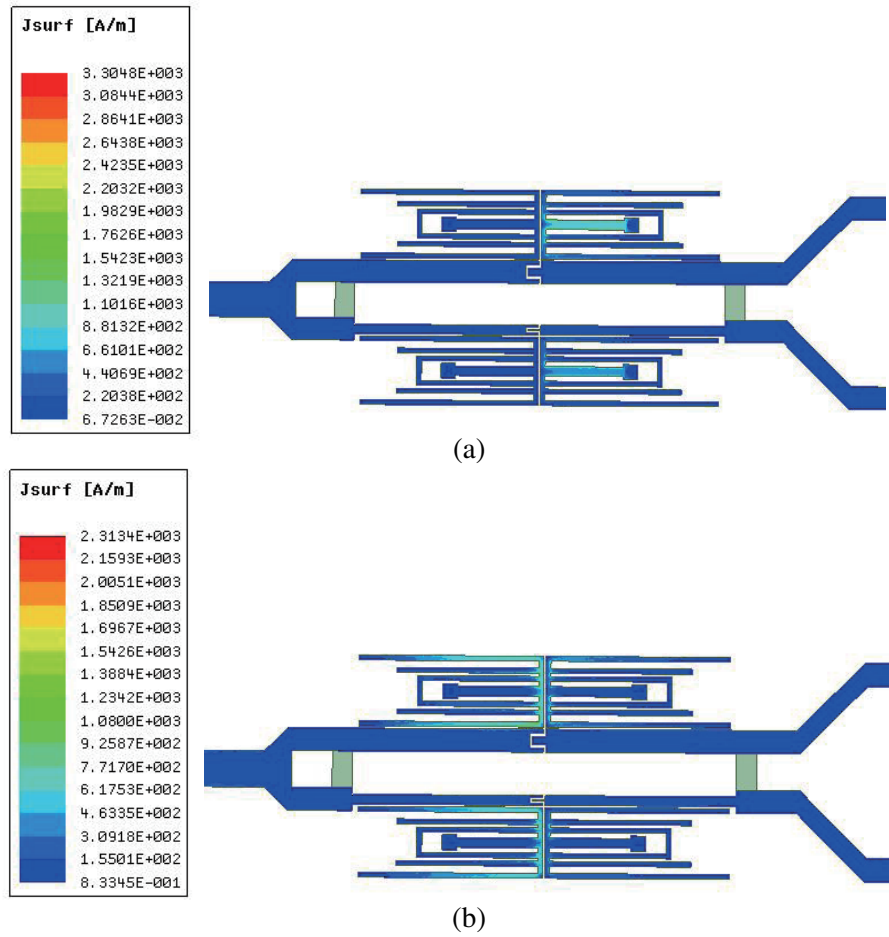 Jsurf [A/m]
3.3048E+003
3.0844E+003
2.8641E+003
2.6438E+003
2.4235E+003
2.2032E+003
1.9829E+003
1.7626E+003
1.5423E+003
1.3219E+003
1.1016E+003
8.8132E+002
6.6101E+002
4.4069E+002
2.2038E+002
6.7263E-002
(a)
Jsurf [A/m]
2.3134E+003
2.1593E+003
2.0051E+003
1.8509E+003
1.6967E+003
1.5426E+003
1.3884E+003
1.2342E+003
1.0800E+003
9.2587E+002
7.7170E+002
6.1753E+002
4.6335E+002
3.0918E+002
1.5501E+002
8.3345E-001
(b)